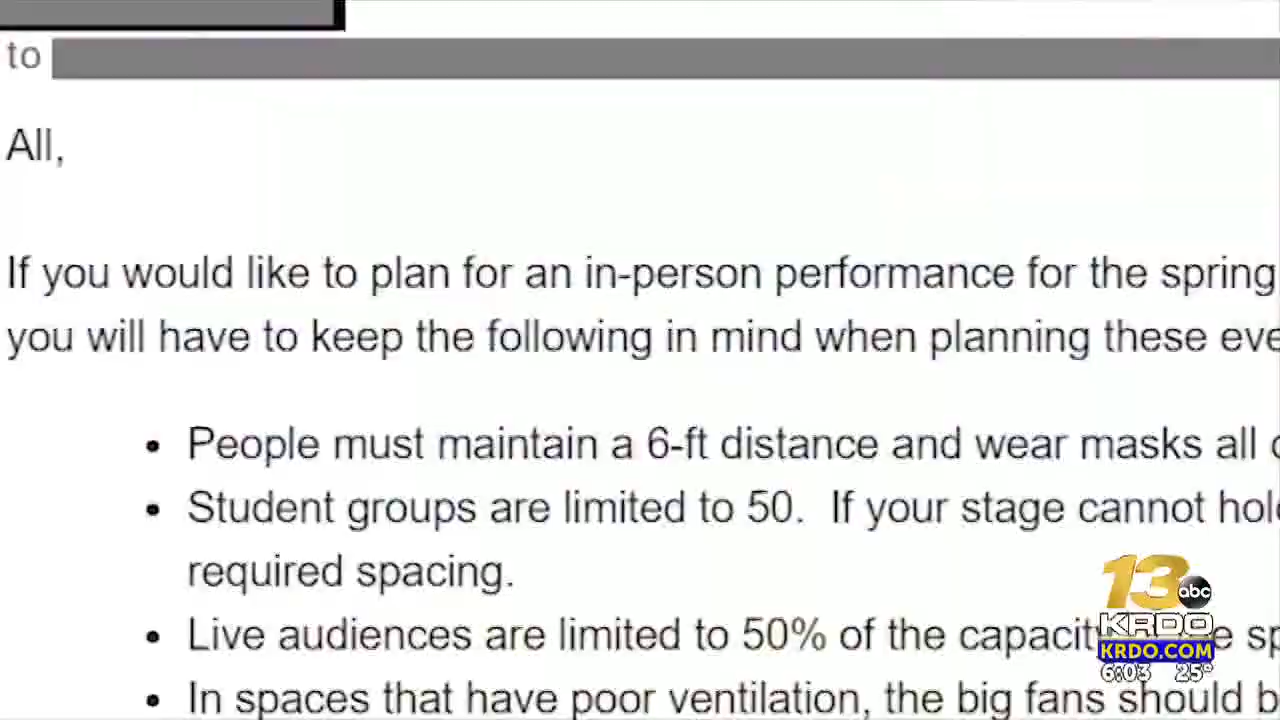 to
All,
If you would like to plan for an in-person performance for the spring
you will have to keep the following in mind when planning these
• People must maintain a 6-ft distance and wear masks all
• Student groups are limited to 50. If your stage cannot
required spacing.
• Live audiences are limited to 50% of the
• In spaces that have poor ventilation, the big fans should
13 abc
KRDO
KRDO.COM
6:03 25°